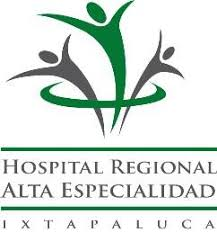 HOSPITAL REGIONAL
ALTA ESPECIALIDAD
IXTAPALUCA